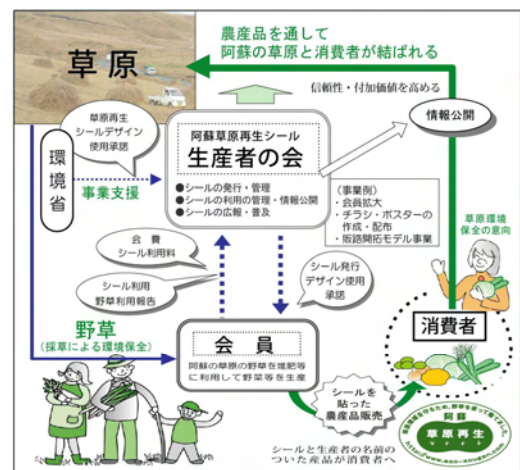 農産品を通して
阿蘇の草原と消費者が結ばれる
草原
信頼性・付加価値を高める
情報公開
草原再生
シールデザイン
使用承諾
環境省
事業支援
阿蘇草原再生シール
生産者の会
●シールの発行・管理
●シールの利用の管理・情報公開
●シールの広報・普及
(事業例)
・会員拡大
・チラシ・ポスターの
作成・配布
・販路開拓モデル事業
草原環境
保全の意向
会費
シール利用料
シール利用
野草利用報告
シール発行
デザイン使用
承諾
野草
(採草による環境保全)
会員
阿蘇の草原の野草を堆肥等
に利用して野菜等を生産
消費者
シールを
貼った
農産品販売
シールと生産者の名前の
ついた産品が消費者へ
阿蘇
草原再生